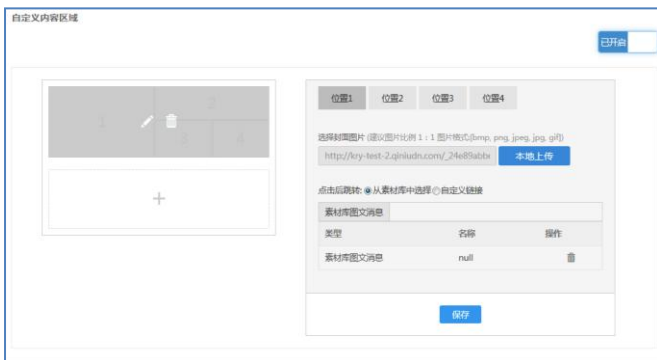 自定义内容区域
已开启
1
2
3
4
位置1 位置2 位置3 位置4
选择封面图片 (建议图片比例 1：1 图片格式(bmp, png, jpeg, jpg, gif))
http://kry-test-2.qiniudn.com/_24e89abb 本地上传
点击后跳转: 从素材库中选择 自定义链接
素材库图文消息
类型 名称 操作
素材库图文消息 null
保存